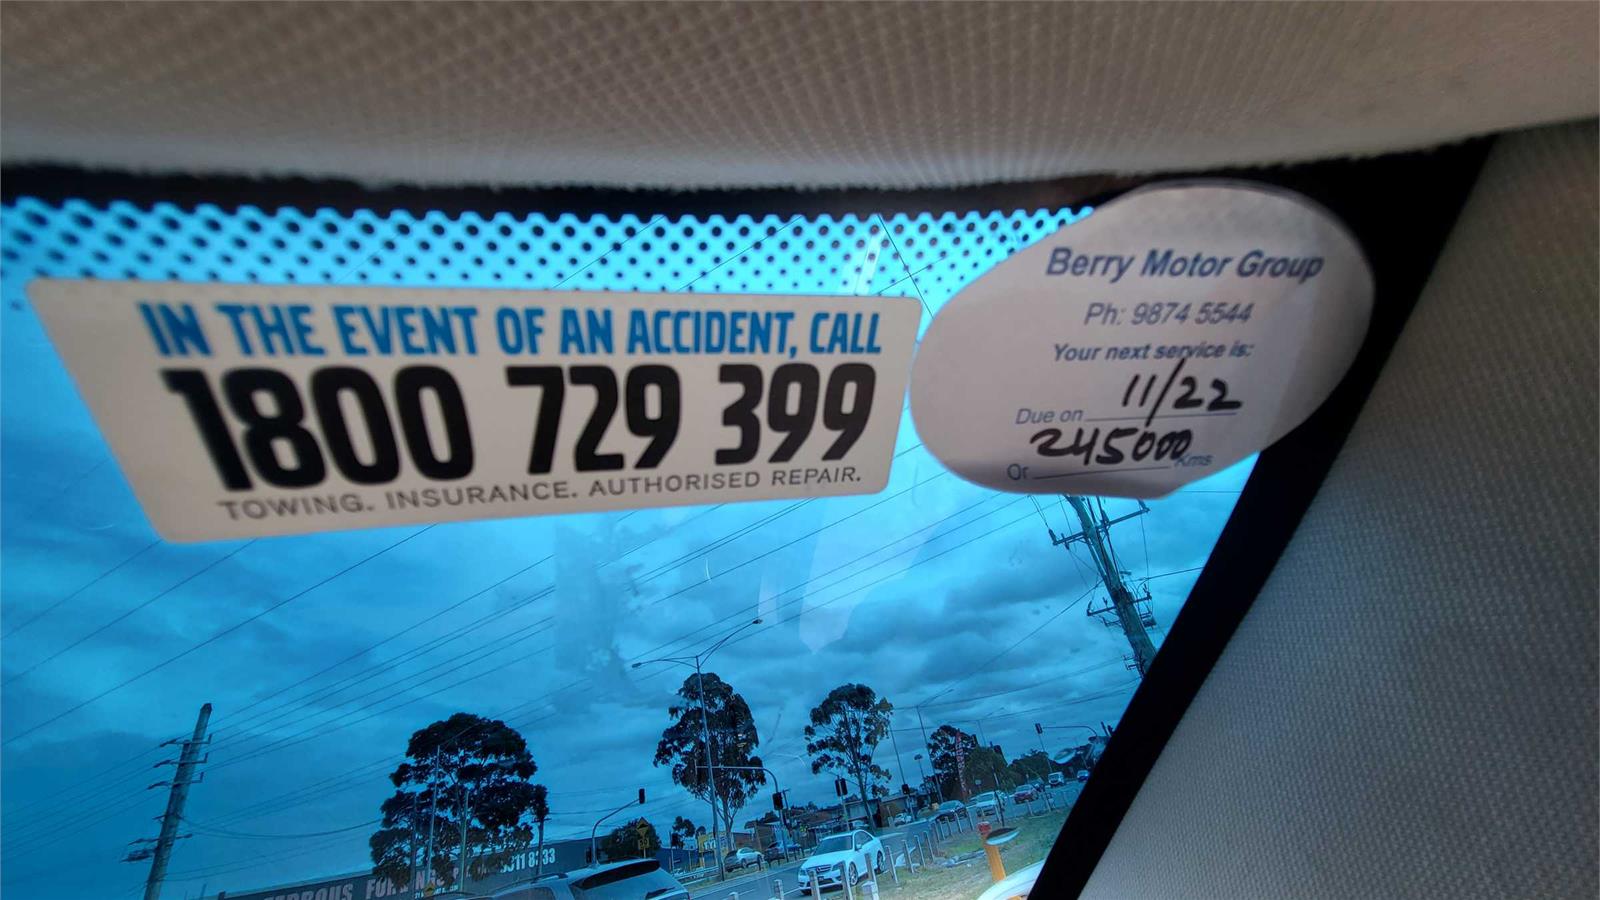 IN THE EVENT OF AN ACCIDENT, CALL
1800 729 399
TOWING. INSURANCE. AUTHORISED REPAIR.
Berry Motor Group
Ph: 9874 5544
Your next service is:
Due on 11/22
Or 245000 Kms